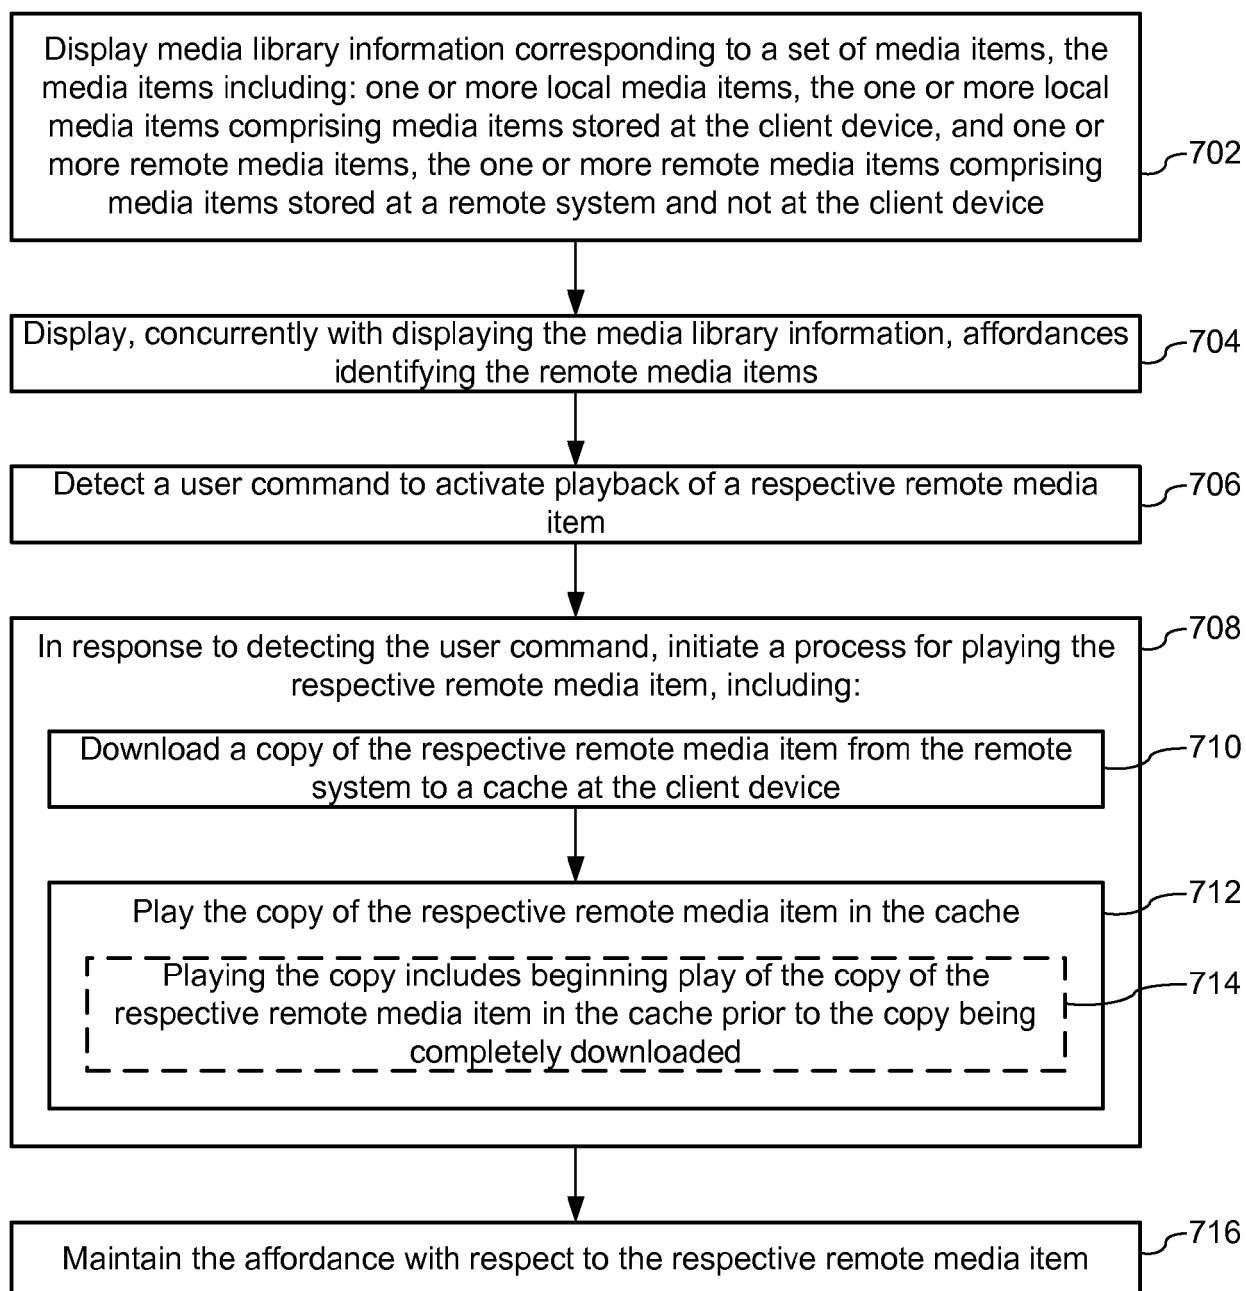 Display media library information corresponding to a set of media items, the
media items including: one or more local media items, the one or more local
media items comprising media items stored at the client device, and one or
more remote media items, the one or more remote media items comprising
media items stored at a remote system and not at the client device
702
Display, concurrently with displaying the media library information, affordances
identifying the remote media items
704
Detect a user command to activate playback of a respective remote media
item
706
In response to detecting the user command, initiate a process for playing the
respective remote media item, including:
708
Download a copy of the respective remote media item from the remote
system to a cache at the client device
710
Play the copy of the respective remote media item in the cache
712
Playing the copy includes beginning play of the copy of the
respective remote media item in the cache prior to the copy being
completely downloaded
714
Maintain the affordance with respect to the respective remote media item
716